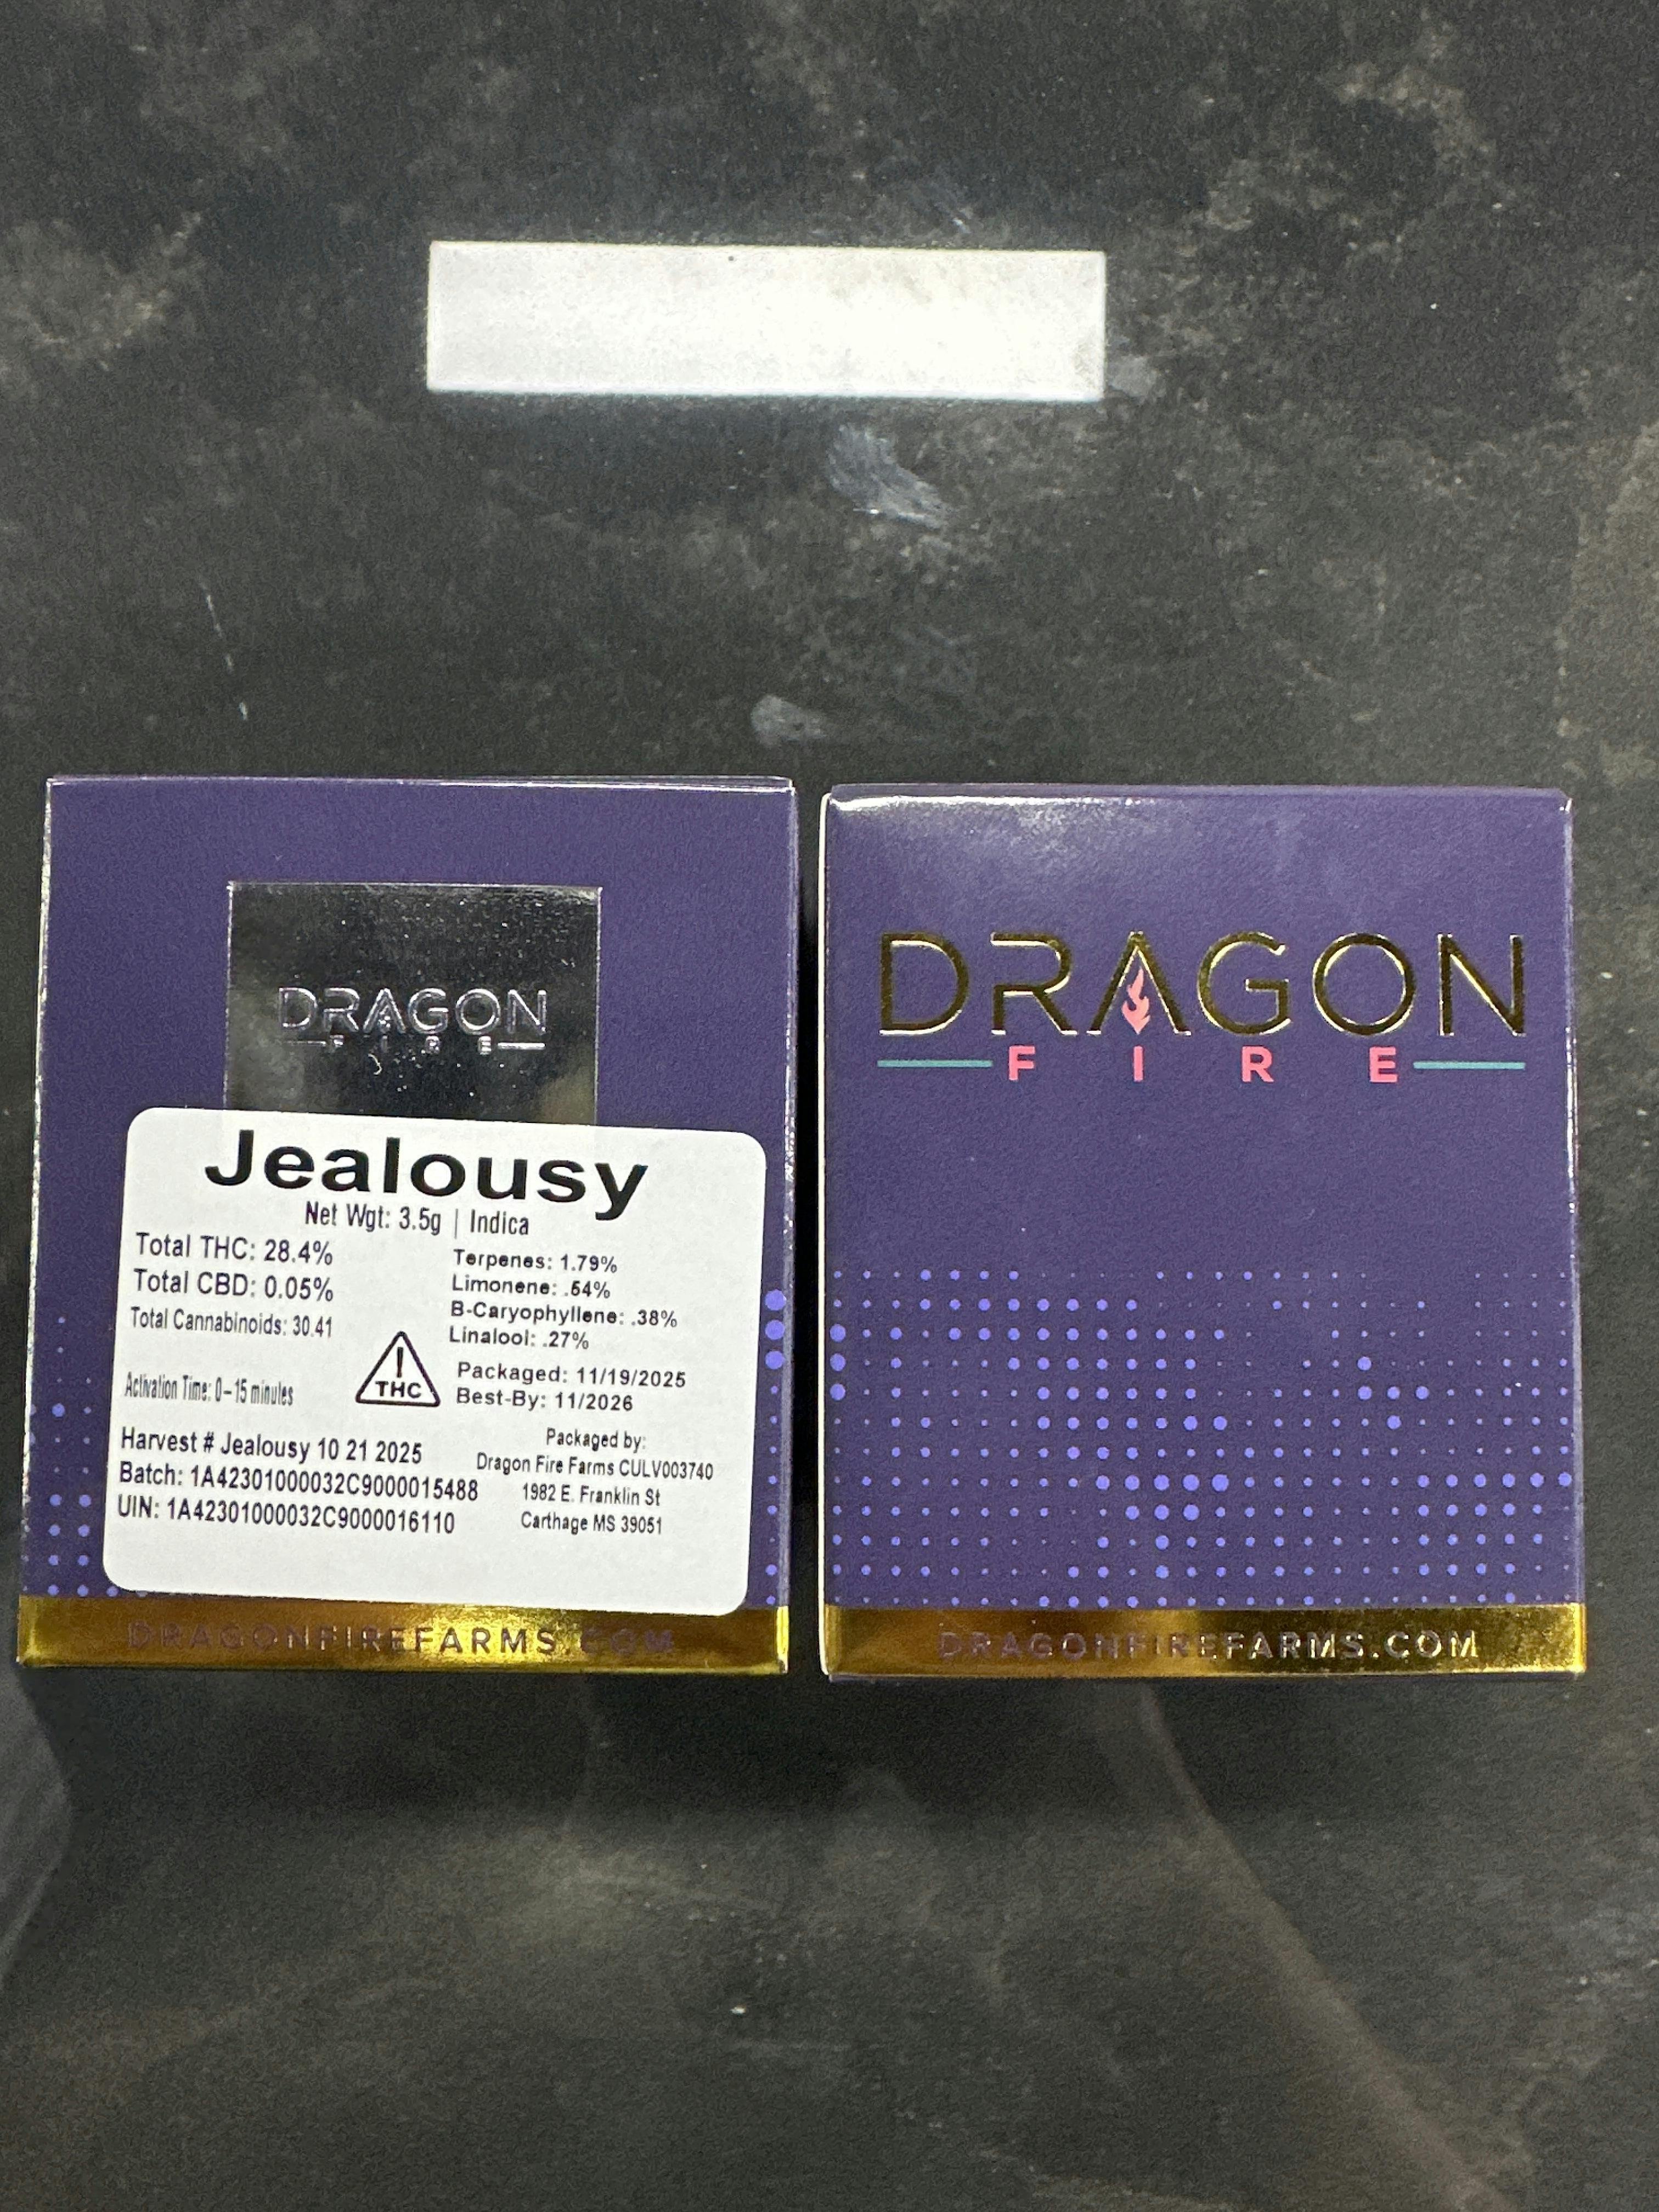 DRAGON
FIRE
Jealousy
Net Wgt: 3.5g | Indica
Total THC: 28.4%
Total CBD: 0.05%
Total Cannabinoids: 30.41
Activation Time: 0-15 minutes
Terpenes: 1.79%
Limonene: .54%
B-Caryophyllene: .38%
Linalool: .27%
THC
Packaged: 11/19/2025
Best-By: 11/2026
Harvest # Jealousy 10 21 2025
Batch: 1A42301000032C9000015488
UIN: 1A42301000032C9000016110
Packaged by:
Dragon Fire Farms CULV003740
1982 E. Franklin St
Carthage MS 39051
DRAGONFIREFARMS.COM
DRAGON
FIRE
DRAGONFIREFARMS.COM